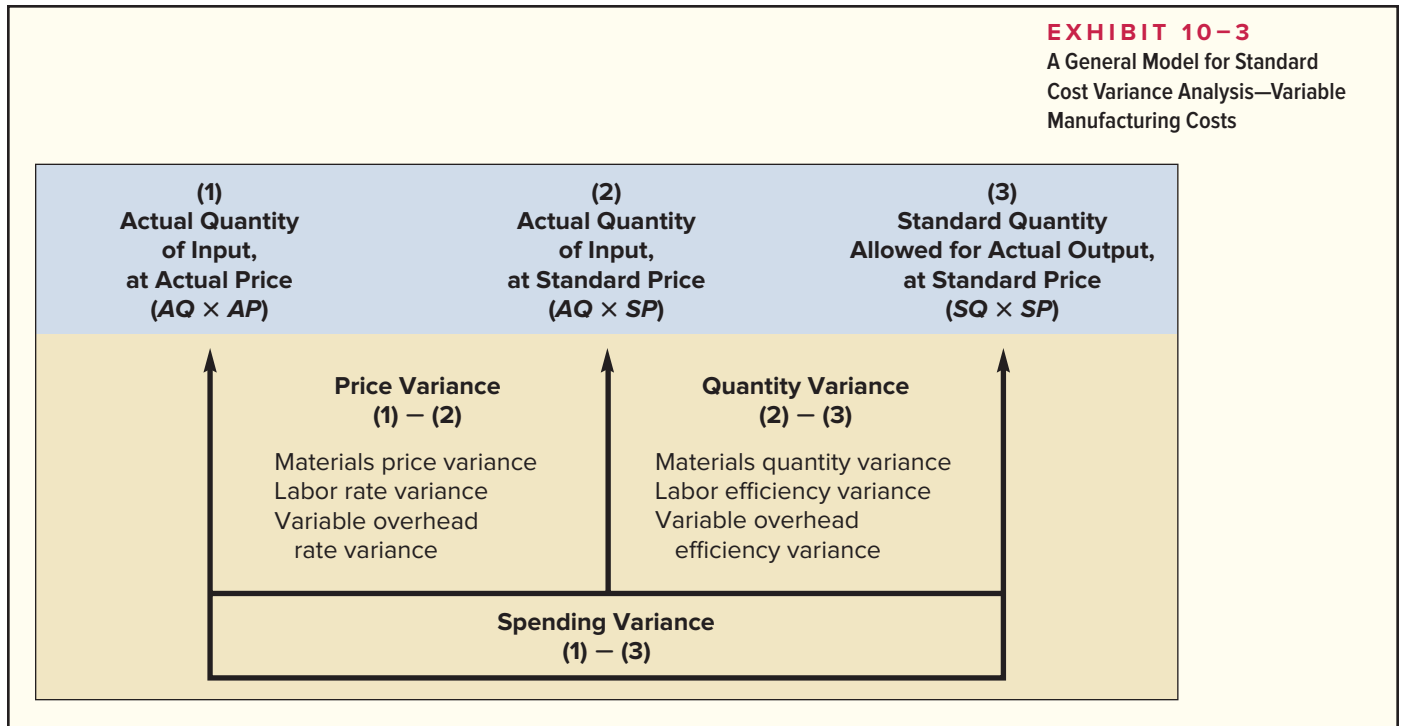 EXHIBIT 10–3
A General Model for Standard
Cost Variance Analysis—Variable
Manufacturing Costs
(1)
Actual Quantity
of Input,
at Actual Price
(AQ × AP)
(2)
Actual Quantity
of Input,
at Standard Price
(AQ × SP)
(3)
Standard Quantity
Allowed for Actual Output,
at Standard Price
(SQ × SP)
Price Variance
(1) − (2)
Materials price variance
Labor rate variance
Variable overhead
rate variance
Quantity Variance
(2) − (3)
Materials quantity variance
Labor efficiency variance
Variable overhead
efficiency variance
Spending Variance
(1) − (3)